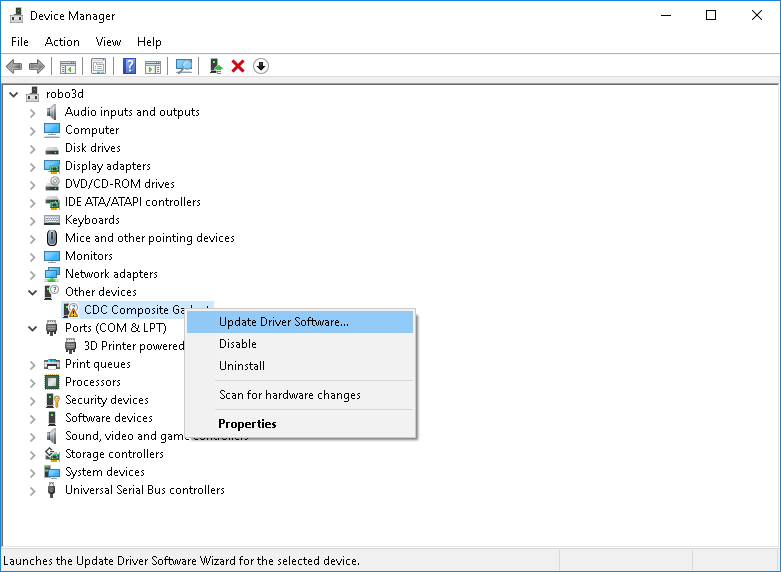 Device Manager
File Action View Help
robo3d
Audio inputs and outputs
Computer
Disk drives
Display adapters
DVD/CD-ROM drives
IDE ATA/ATAPI controllers
Keyboards
Mice and other pointing devices
Monitors
Network adapters
Other devices
CDC Composite
Update Driver Software...
Ports (COM & LPT)
Disable
3D Printer powered
Uninstall
Print queues
Processors
Scan for hardware changes
Security devices
Software devices
Properties
Sound, video and game controllers
Storage controllers
System devices
Universal Serial Bus controllers
Launches the Update Driver Software Wizard for the selected device.